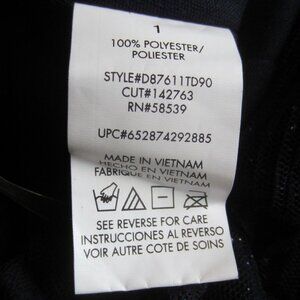 1
100% POLYESTER/
POLIESTER
STYLE#D87611TD90
CUT#142763
RN#58539
UPC#652874292885
MADE IN VIETNAM
HECHO EN VIETNAM
FABRIQUÉ EN VIETNAM
SEE REVERSE FOR CARE
INSTRUCCIONES AL REVERSO
VOIR AUTRE COTE DE SOINS